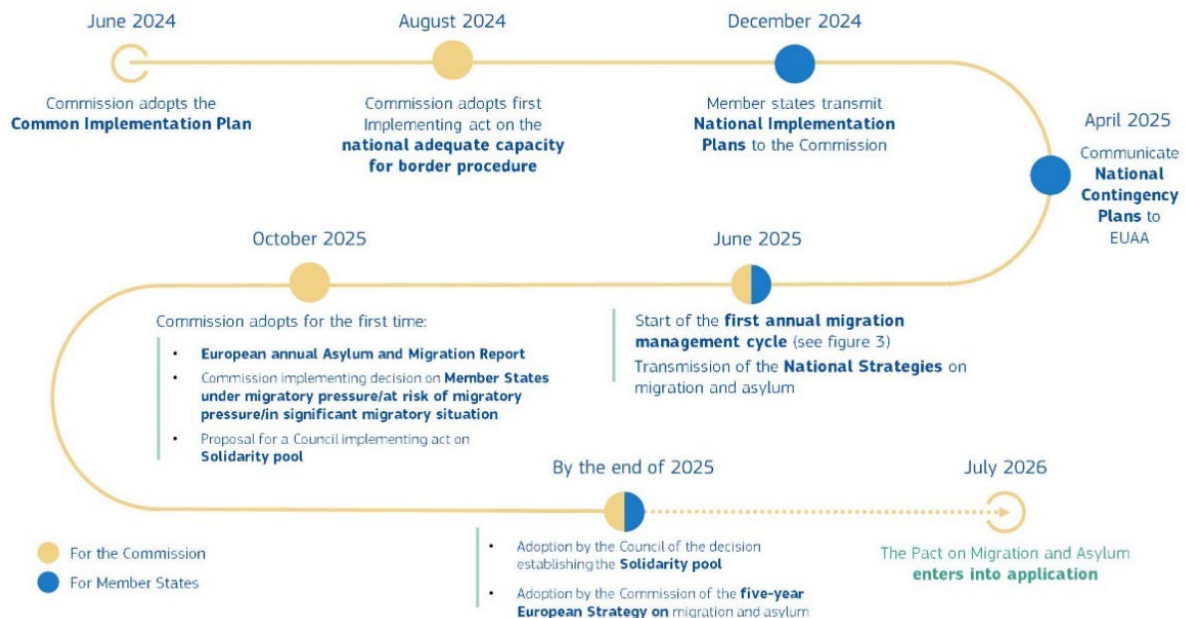 June 2024
Commission adopts the
Common Implementation Plan
August 2024
Commission adopts first
Implementing act on the
national adequate capacity
for border procedure
December 2024
Member states transmit
National Implementation
Plans to the Commission
April 2025
Communicate
National
Contingency
Plans to
EUAA
June 2025
Start of the first annual migration
management cycle (see figure 3)
Transmission of the National Strategies on
migration and asylum
October 2025
Commission adopts for the first time:
• European annual Asylum and Migration Report
• Commission implementing decision on Member States
under migratory pressure/at risk of migratory
pressure/in significant migratory situation
• Proposal for a Council implementing act on
Solidarity pool
By the end of 2025
• Adoption by the Council of the decision
establishing the Solidarity pool
• Adoption by the Commission of the five-year
European Strategy on migration and asylum
July 2026
The Pact on Migration and Asylum
enters into application
For the Commission
For Member States